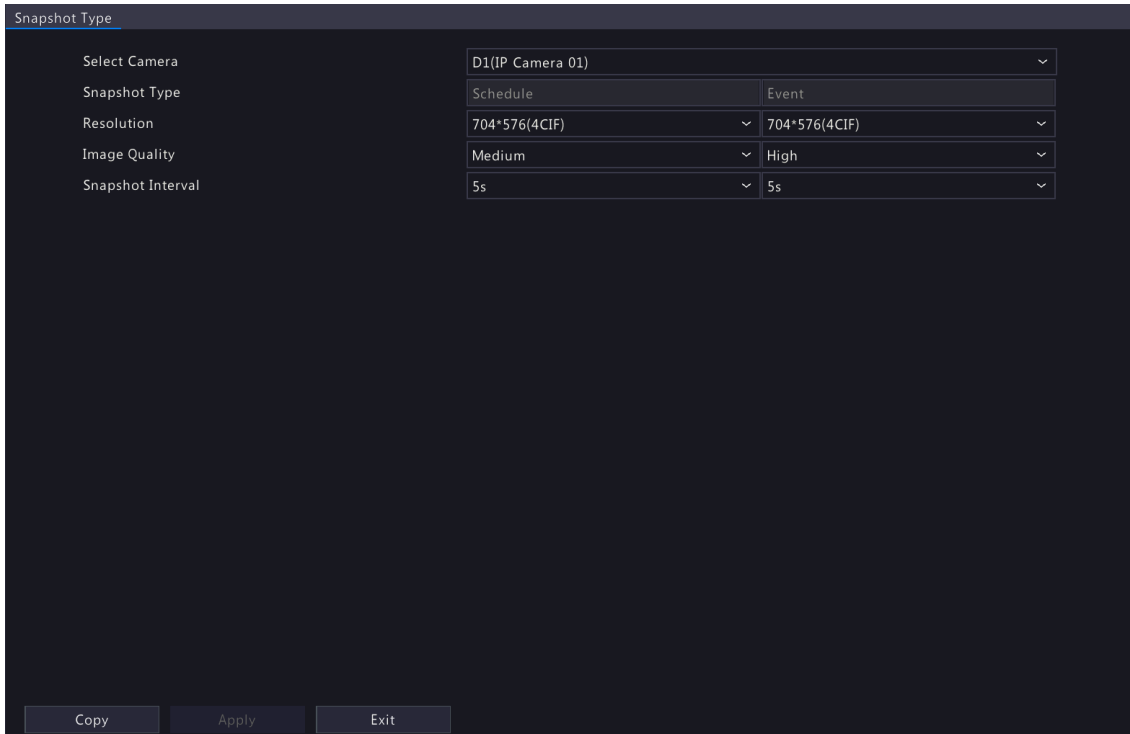 Snapshot Type
Select Camera D1(IP Camera 01)
Snapshot Type Schedule Event
Resolution 704*576(4CIF) 704*576(4CIF)
Image Quality Medium High
Snapshot Interval 5s 5s
Copy Apply Exit